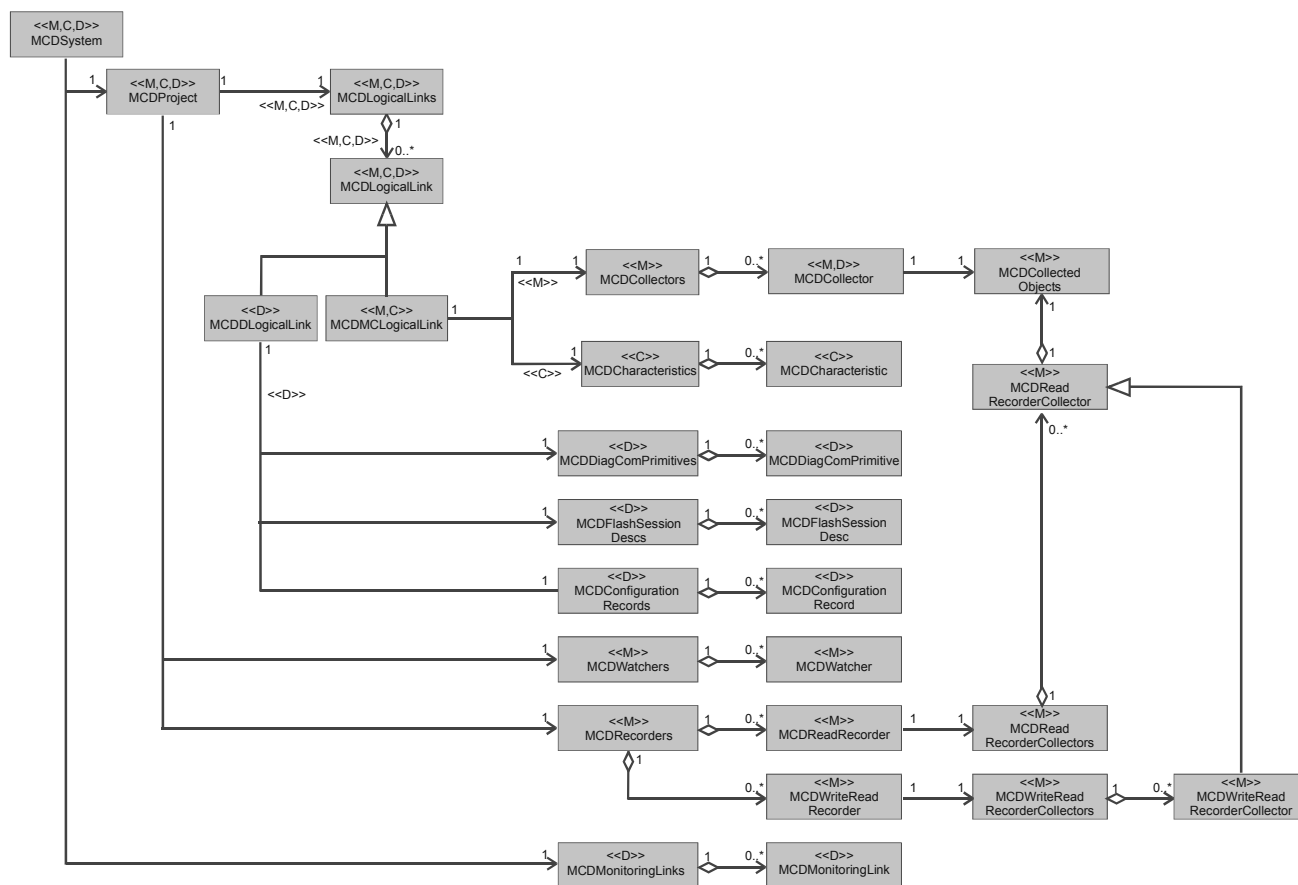 <<M,C,D>>
MCDSystem
1
<<M,C,D>>
MCDProject
1
1
<<M,C,D>>
1
<<M,C,D>>
MCDLogicalLinks
1
<<M,C,D>>
0..*
<<M,C,D>>
MCDLogicalLink
<<D>>
MCDDLogicalLink
1
<<D>>
<<M,C>>
MCDMCLogicalLink
1
1
<<M>>
1
<<M>>
MCDCollectors
1
0..*
<<M,D>>
MCDCollector
1
1
<<M>>
MCDCollected
Objects
1
<<C>>
1
<<C>>
MCDCharacteristics
1
0..*
<<C>>
MCDCharacteristic
1
<<M>>
MCDRead
RecorderCollector
0..*
1
<<D>>
MCDDiagComPrimitives
1
0..*
<<D>>
MCDDiagComPrimitive
1
<<D>>
MCDFlashSession
Descs
1
0..*
<<D>>
MCDFlashSession
Desc
1
<<D>>
MCDConfiguration
Records
1
0..*
<<D>>
MCDConfiguration
Record
1
<<M>>
MCDWatchers
1
0..*
<<M>>
MCDWatcher
1
<<M>>
MCDRecorders
1
0..*
<<M>>
MCDReadRecorder
1
1
1
<<M>>
MCDRead
RecorderCollectors
1
0..*
<<M>>
MCDWriteRead
Recorder
1
1
<<M>>
MCDWriteRead
RecorderCollectors
1
0..*
<<M>>
MCDWriteRead
RecorderCollector
1
<<D>>
MCDMonitoringLinks
1
0..*
<<D>>
MCDMonitoringLink